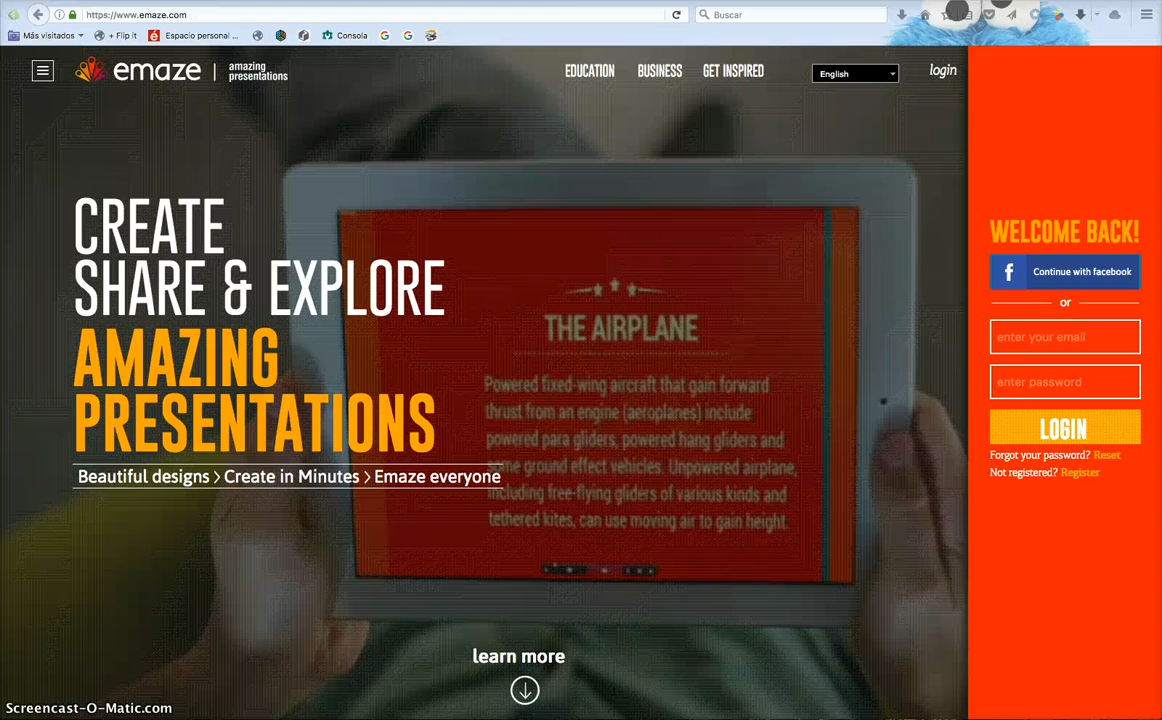 https://www.emaze.com
Buscar
Más visitados
+ Flip it
Espacio personal ...
Consola
emaze
amazing
presentations
EDUCATION
BUSINESS
GET INSPIRED
English
login
CREATE
SHARE & EXPLORE
AMAZING
PRESENTATIONS
Beautiful designs > Create in Minutes > Emaze everyone
THE AIRPLANE
Powered fixed-wing aircraft that gain forward
thrust from an engine (aeroplanes) include
powered para gliders, powered hang gliders and
some ground effect vehicles. Unpowered airplane,
including free-flying gliders of various kinds and
tethered kites, can use moving air to gain height.
learn more
WELCOME BACK!
f Continue with facebook
or
enter your email
enter password
LOGIN
Forgot your password? Reset
Not registered? Register
Screencast-O-Matic.com